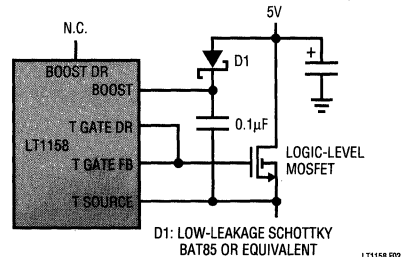 5V
N.C.
+
D1
BOOST DR
BOOST
0.1µF
T GATE DR
LT1158
T GATE FB
LOGIC-LEVEL
MOSFET
T SOURCE
D1: LOW-LEAKAGE SCHOTTKY
BAT85 OR EQUIVALENT
LT1158 F02